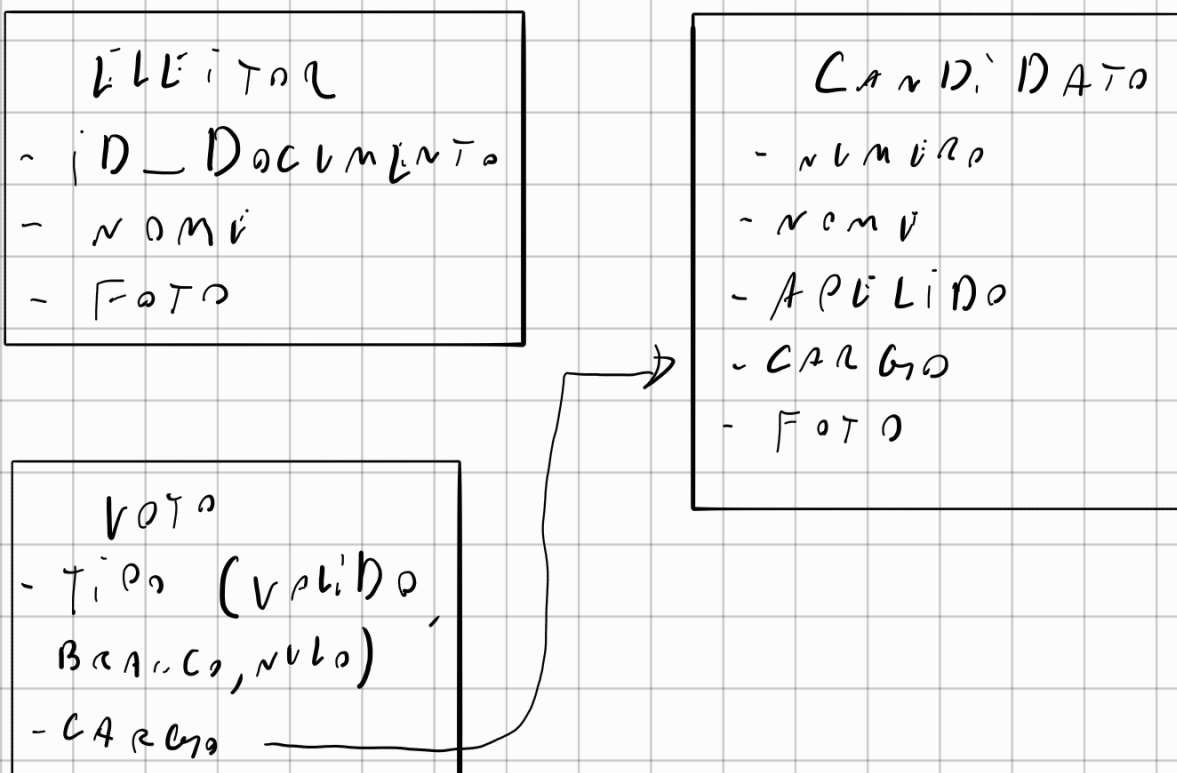 ELEITOR
- iD_DOCUMENTO
- NOME
- FOTO
CANDiDATO
- NUMERO
- NOME
- APELiDO
- CARGO
- FOTO
VOTO
- TiPO (VALiDO,
BRANCO, NULO)
- CARGO